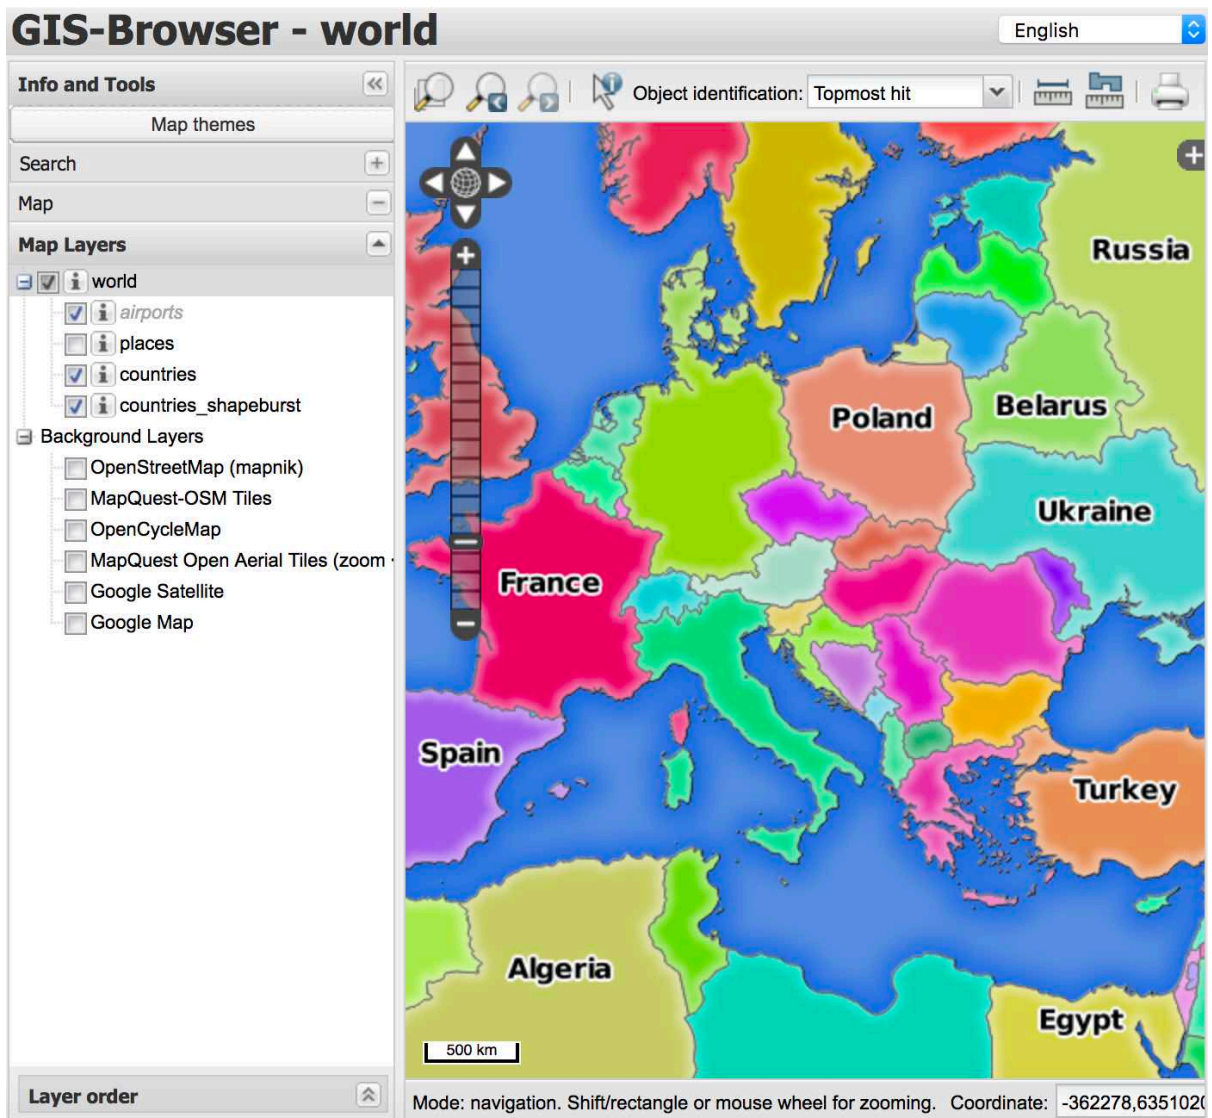 GIS-Browser - world
English
Info and Tools
Map themes
Search
Map
Map Layers
world
airports
places
countries
countries_shapeburst
Background Layers
OpenStreetMap (mapnik)
MapQuest-OSM Tiles
OpenCycleMap
MapQuest Open Aerial Tiles (zoom
Google Satellite
Google Map
Layer order
Object identification: Topmost hit
Russia
Poland
Belarus
Ukraine
France
Spain
Turkey
Algeria
Egypt
500 km
Mode: navigation. Shift/rectangle or mouse wheel for zooming. Coordinate: -362278,6351020